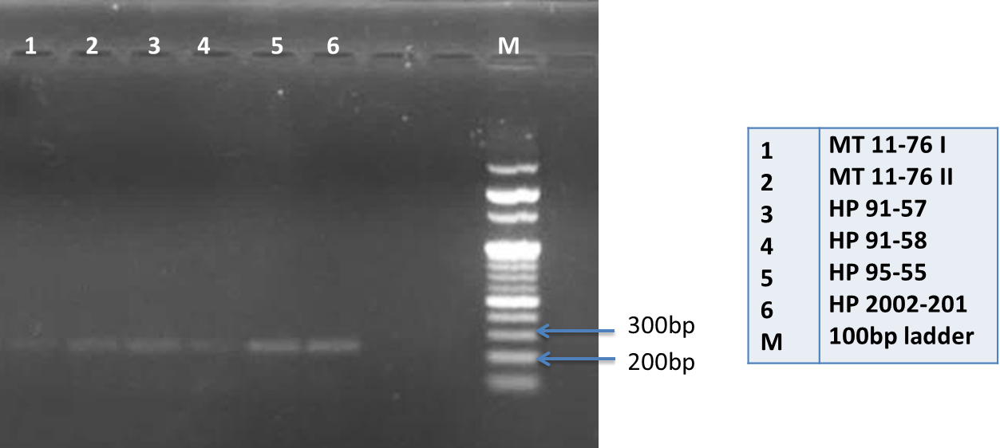 1 2 3 4 5 6 M
300bp
200bp
1 MT 11-76 I
2 MT 11-76 II
3 HP 91-57
4 HP 91-58
5 HP 95-55
6 HP 2002-201
M 100bp ladder